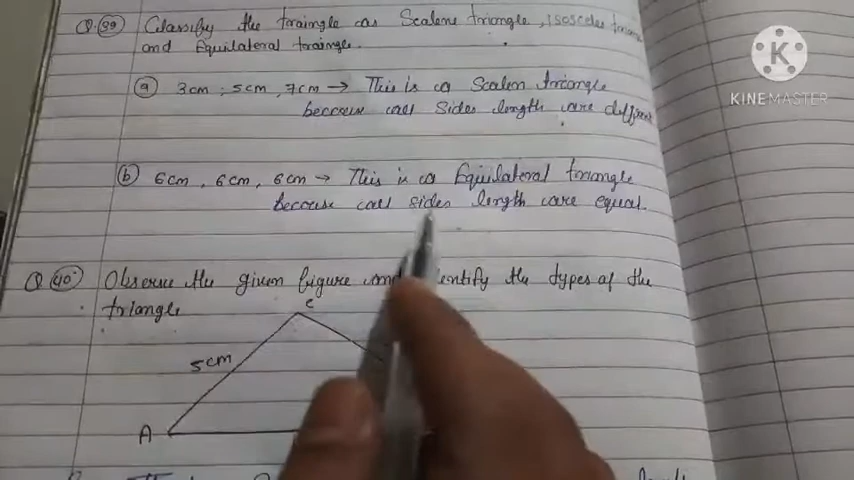 Q.39 Classify the traingle as Scalene triangle, isosceles triangle
and Equilateral traingle.
a 3cm, 5cm, 7cm → This is a Scalen triangle
because all Sides length are different
b 6cm, 6cm, 6cm → This is a Equilateral triangle
because all sides length are equal.
Q 40 Observe the given figure and identify the types of the
triangle
C
5cm
A
K
KINEMASTER